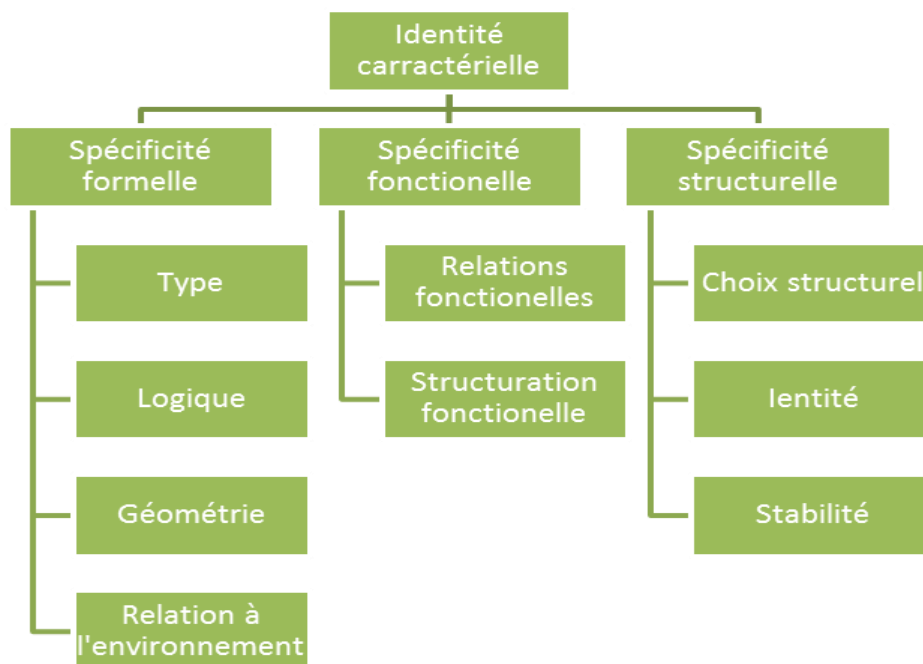 Identité
carractérielle
Spécificité
formelle
Type
Logique
Géométrie
Relation à
l'environnement
Spécificité
fonctionelle
Relations
fonctionelles
Structuration
fonctionelle
Spécificité
structurelle
Choix structurel
Ientité
Stabilité